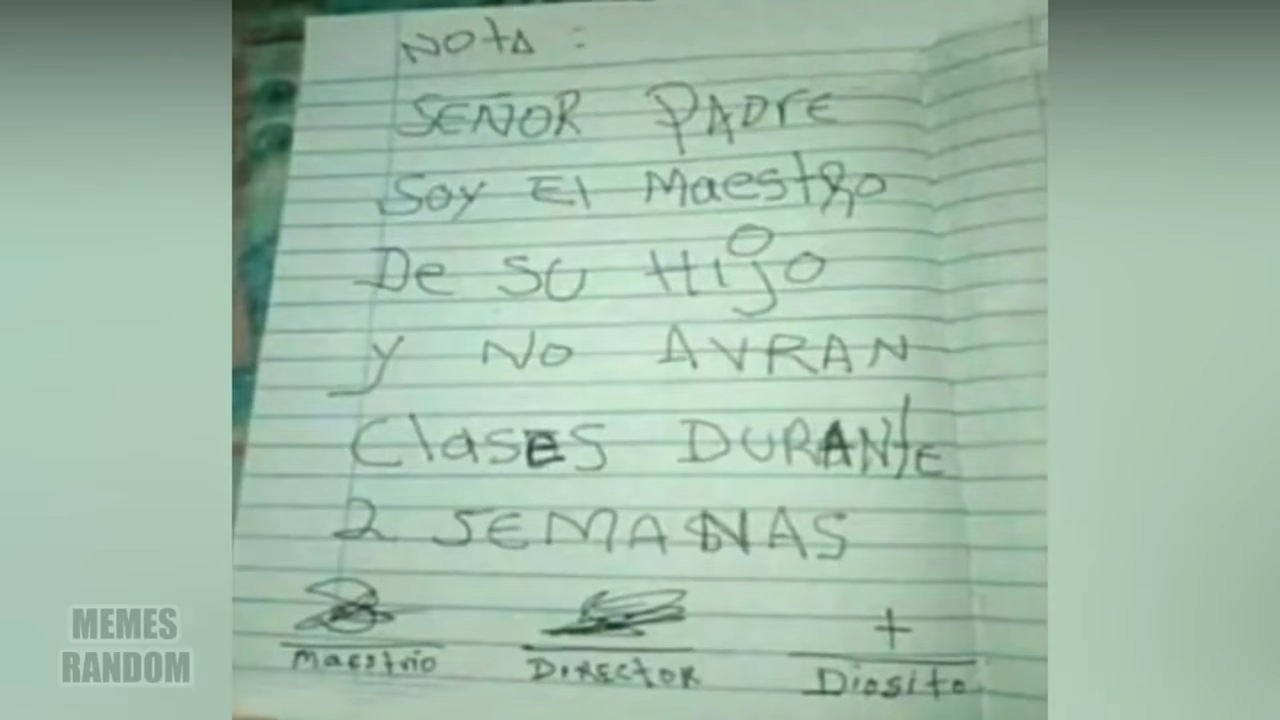 NOtA :
SEÑOR PADrE
Soy El Maestro
De SU Hijo
y No AVRAN
ClasES DURANtE
2 SEMANAS
+
Maestrio DiRECtoR Diosito
MEMES
RANDOM